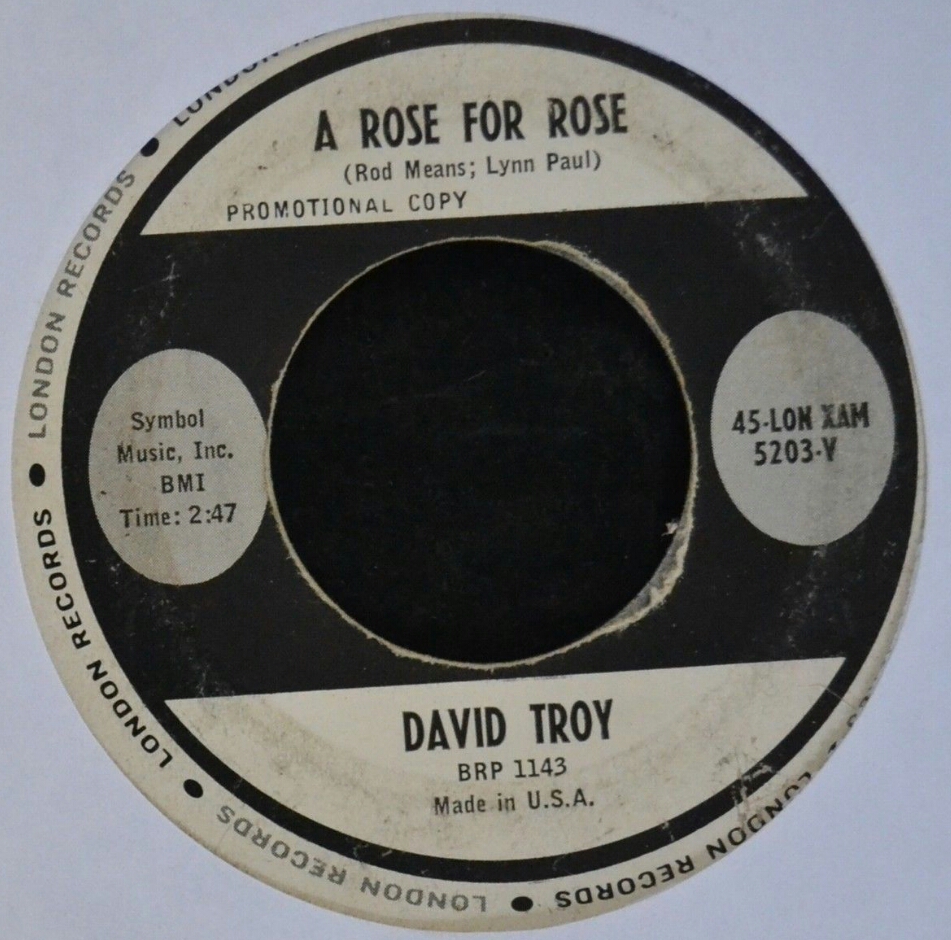 A ROSE FOR ROSE
(Rod Means; Lynn Paul)
PROMOTIONAL COPY
Symbol
Music, Inc.
BMI
Time: 2:47
45-LON XAM
5203-Y
DAVID TROY
BRP 1143
Made in U.S.A.
LONDON RECORDS • LONDON RECORDS • LONDON RECORDS • LONDON RECORDS • LONDON